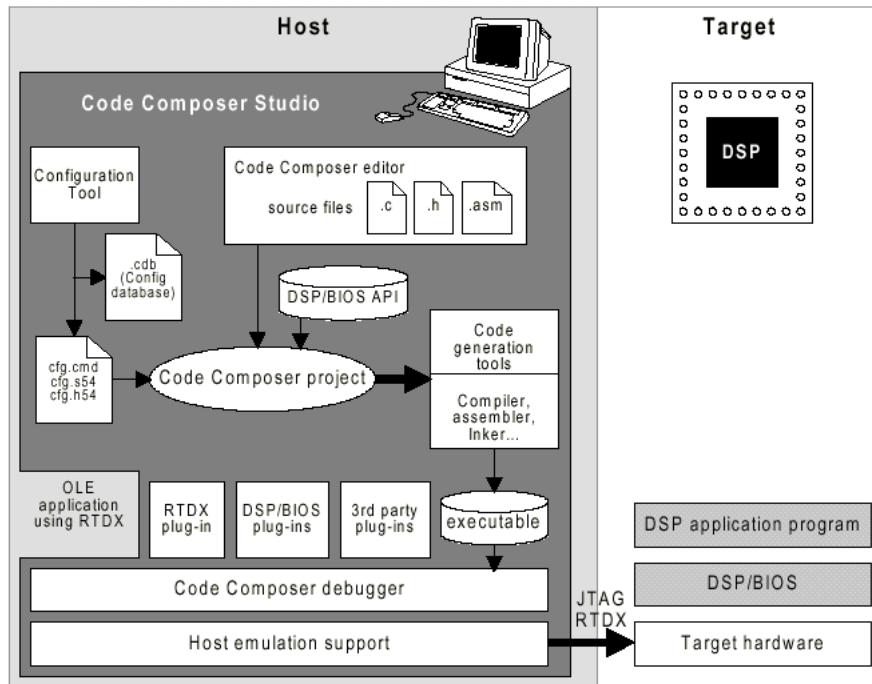 Host
Target
Code Composer Studio
Configuration
Tool
Code Composer editor
source files
.c
.h
.asm
DSP
.cdb
(Config
database)
DSP/BIOS API
cfg.cmd
cfg.s54
cfg.h54
Code Composer project
Code
generation
tools
Compiler,
assembler,
linker...
OLE
application
using RTDX
RTDX
plug-in
DSP/BIOS
plug-ins
3rd party
plug-ins
executable
DSP application program
Code Composer debugger
DSP/BIOS
JTAG
RTDX
Host emulation support
Target hardware